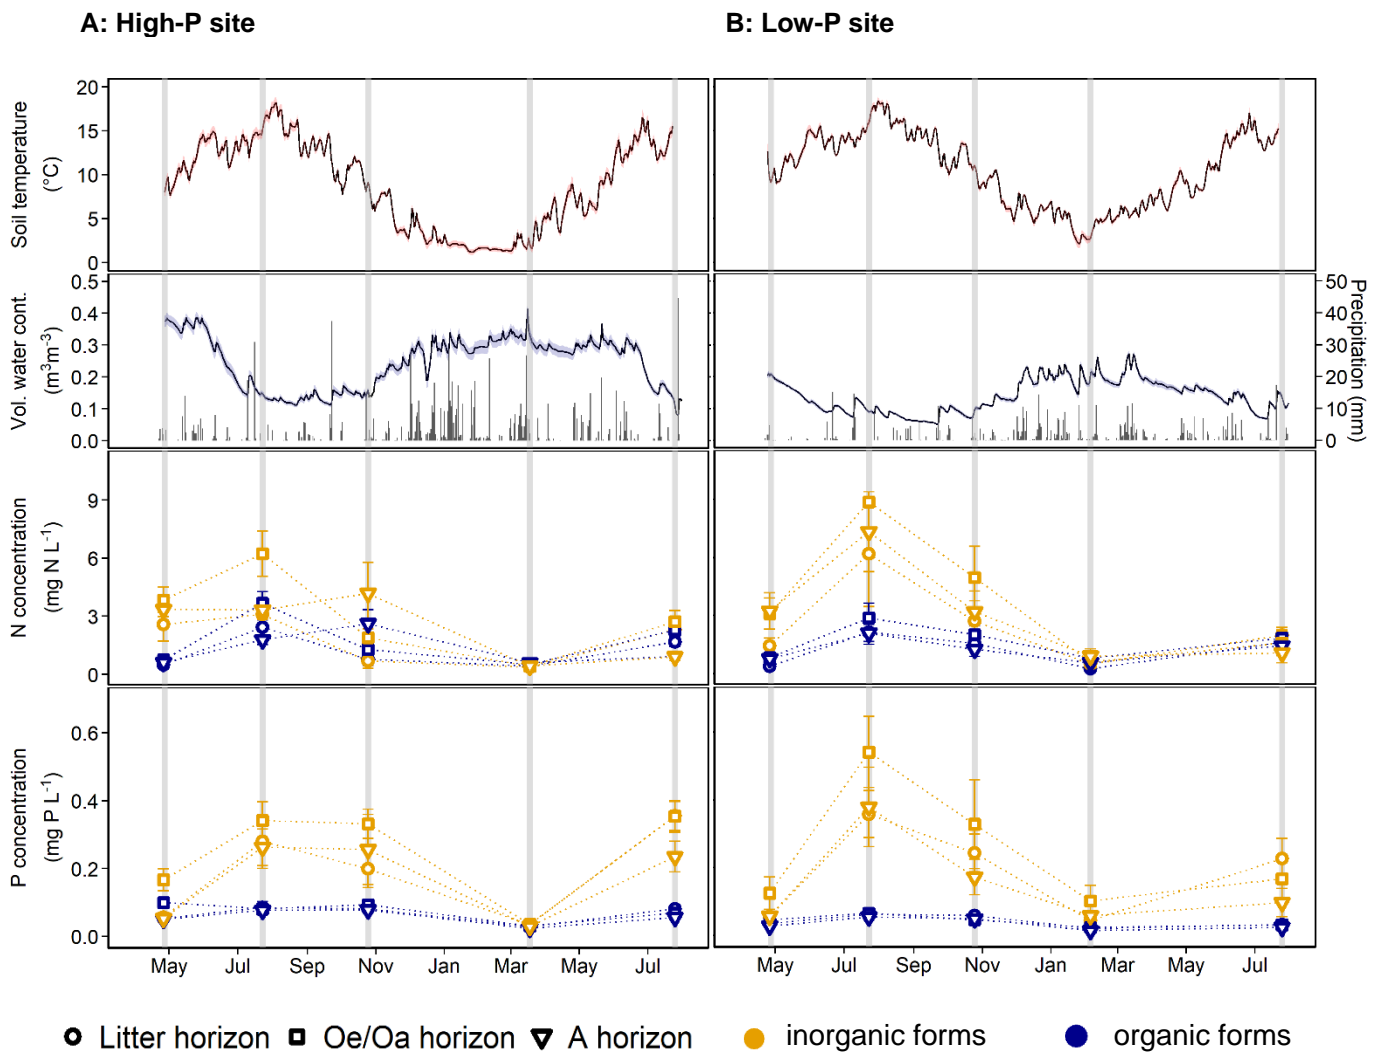 A: High-P site
B: Low-P site
Soil temperature
(°C)
20
15
10
5
0
Vol. water cont.
(m³m⁻³)
0.5
0.4
0.3
0.2
0.1
0.0
50
40
30
20
10
0
Precipitation (mm)
N concentration
(mg N L⁻¹)
9
6
3
0
P concentration
(mg P L⁻¹)
0.6
0.4
0.2
0.0
May Jul Sep Nov Jan Mar May Jul
May Jul Sep Nov Jan Mar May Jul
Litter horizon Oe/Oa horizon A horizon inorganic forms organic forms